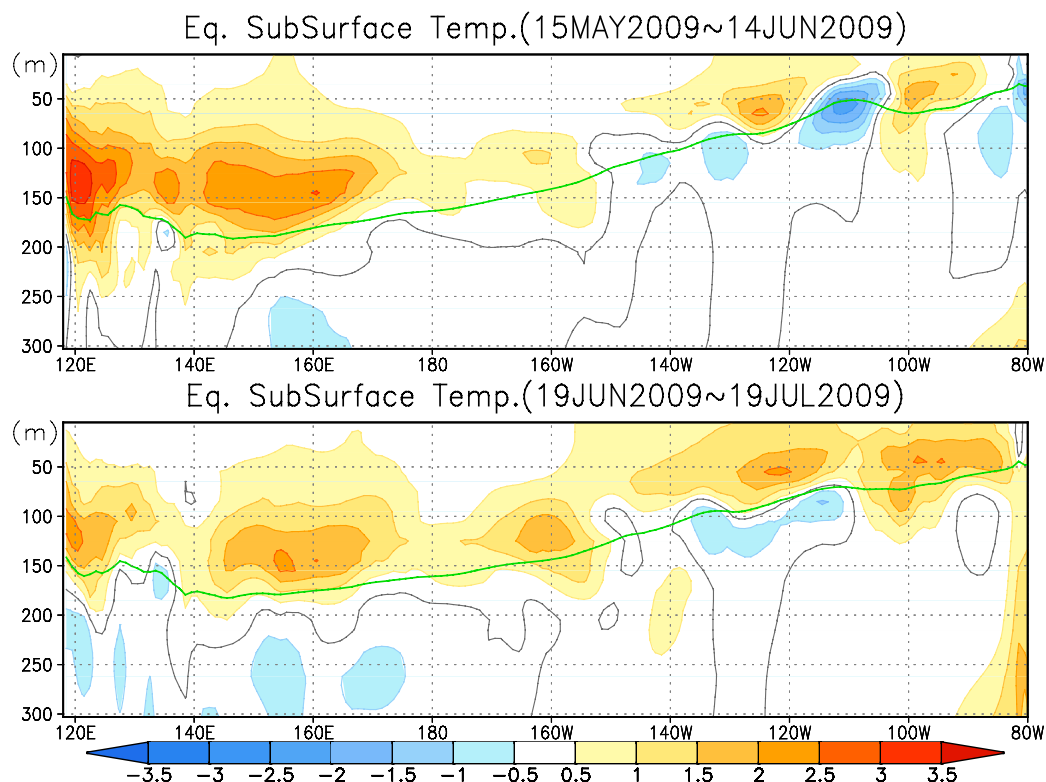 Eq. SubSurface Temp.(15MAY2009~14JUN2009)
(m)
50
100
150
200
250
300
120E 140E 160E 180 160W 140W 120W 100W 80W
Eq. SubSurface Temp.(19JUN2009~19JUL2009)
(m)
50
100
150
200
250
300
120E 140E 160E 180 160W 140W 120W 100W 80W
−3.5 −3 −2.5 −2 −1.5 −1 −0.5 0.5 1 1.5 2 2.5 3 3.5